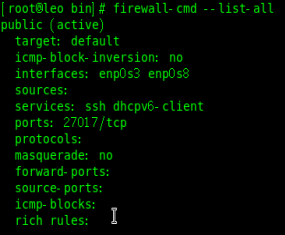 [root@leo bin]# firewall-cmd --list-all
public (active)
  target: default
  icmp-block-inversion: no
  interfaces: enp0s3 enp0s8
  sources:
  services: ssh dhcpv6-client
  ports: 27017/tcp
  protocols:
  masquerade: no
  forward-ports:
  source-ports:
  icmp-blocks:
  rich rules: